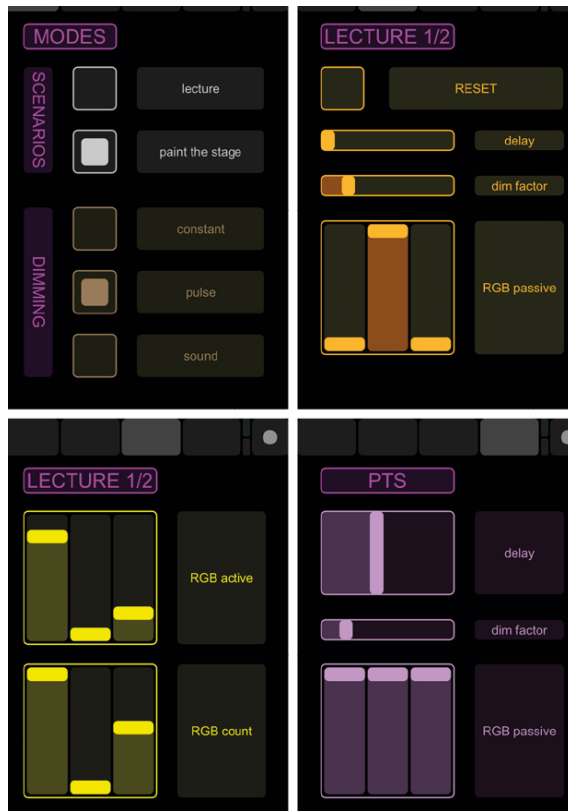 MODES
SCENARIOS
lecture
paint the stage
DIMMING
constant
pulse
sound
LECTURE 1/2
RESET
delay
dim factor
RGB passive
LECTURE 1/2
RGB active
RGB count
PTS
delay
dim factor
RGB passive